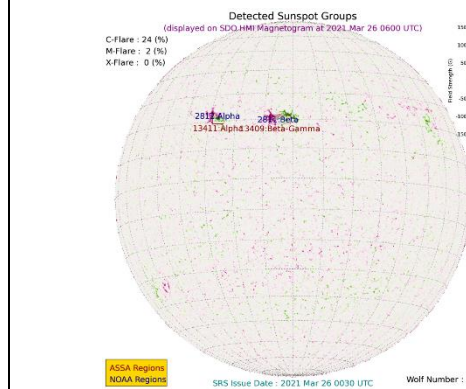 Detected Sunspot Groups
(displayed on SDO HMI Magnetogram at 2021 Mar 26 0600 UTC)
C-Flare : 24 (%)
M-Flare : 2 (%)
X-Flare : 0 (%)
Field Strength (G)
2812:Alpha
Beta
13411:Alpha 13409:Beta-Gamma
ASSA Regions
NOAA Regions
SRS Issue Date : 2021 Mar 26 0030 UTC
Wolf Number :